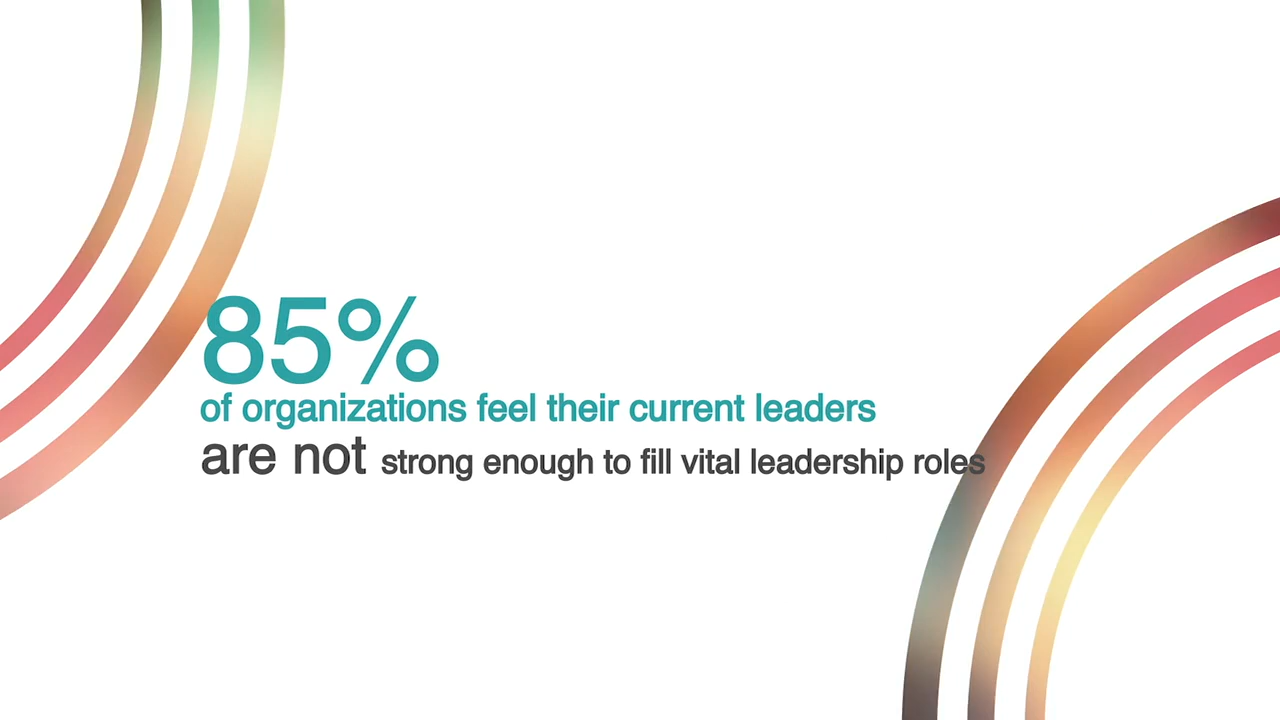 85%
of organizations feel their current leaders
are not strong enough to fill vital leadership roles